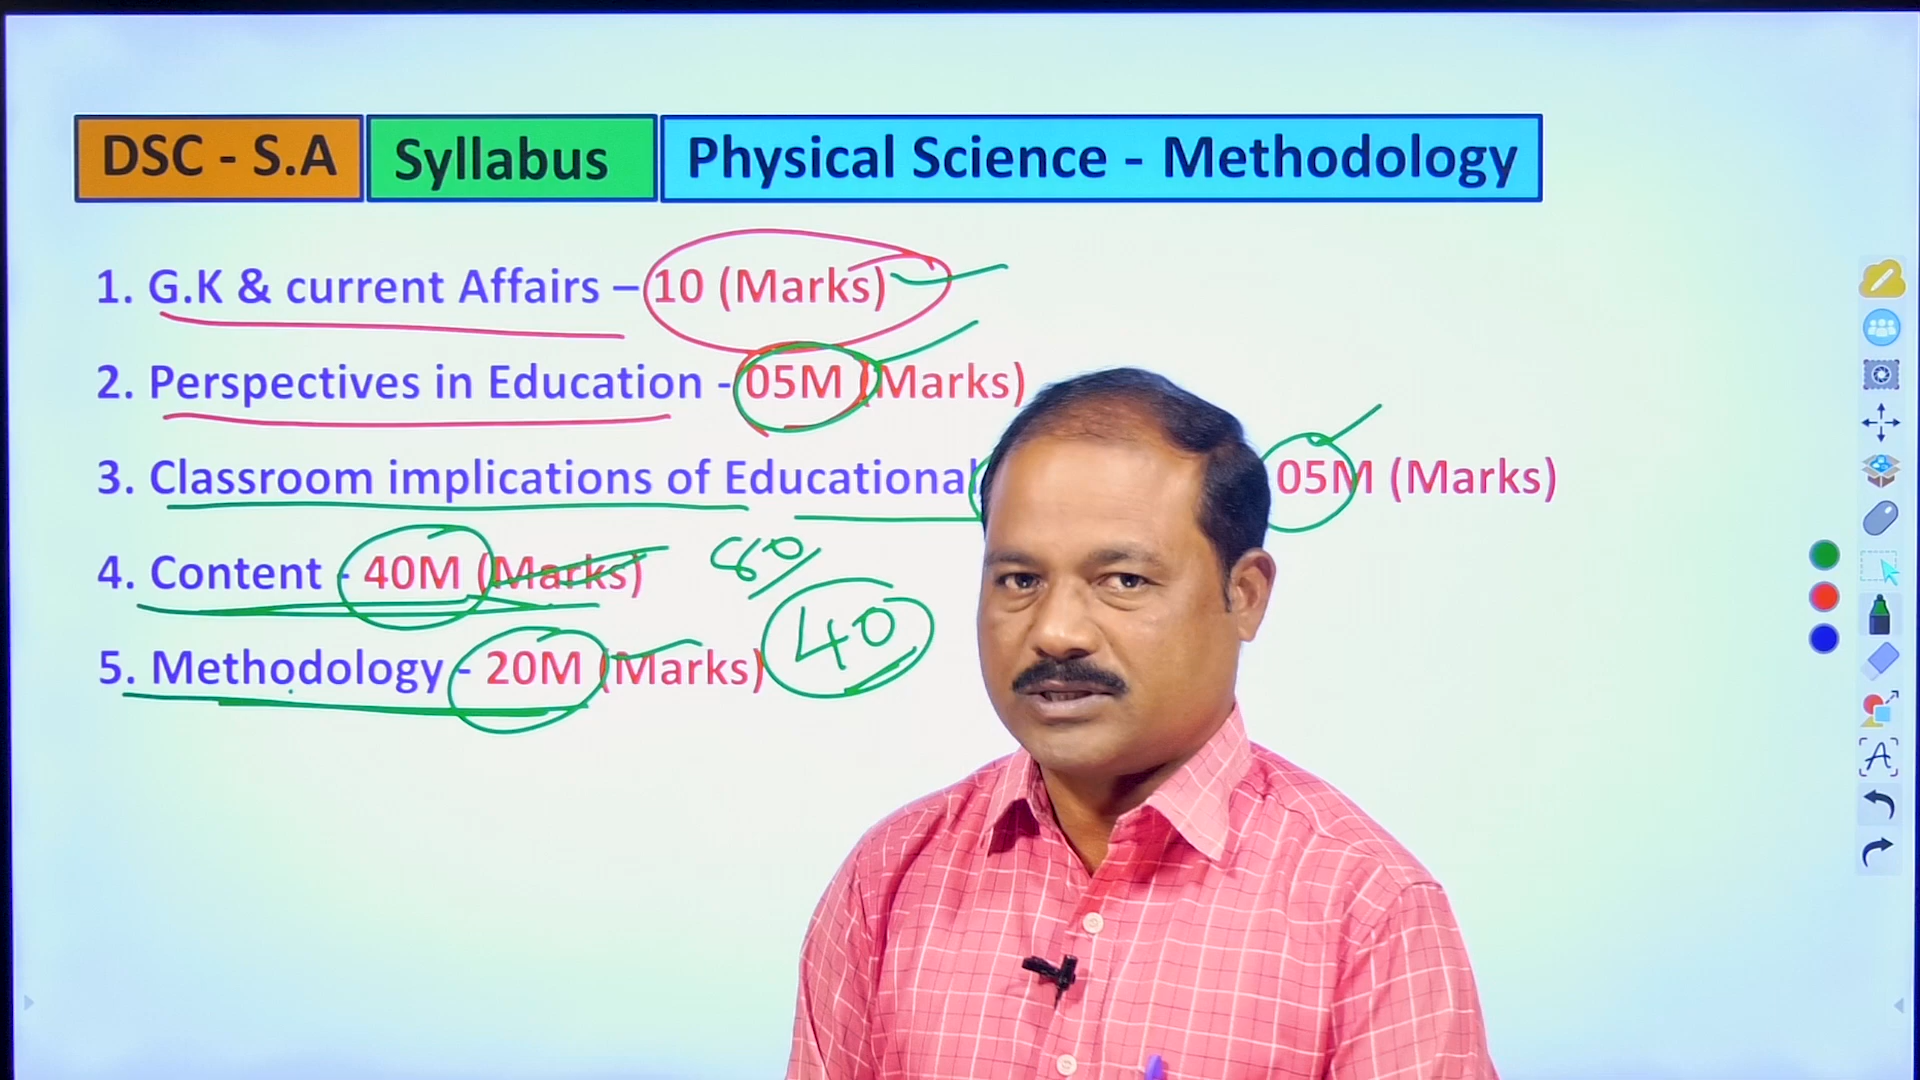 DSC - S.A Syllabus Physical Science - Methodology
1. G.K & current Affairs – 10 (Marks)
2. Perspectives in Education - 05M (Marks)
3. Classroom implications of Educational 05M (Marks)
4. Content - 40M (Marks) 80/
5. Methodology - 20M (Marks) 40